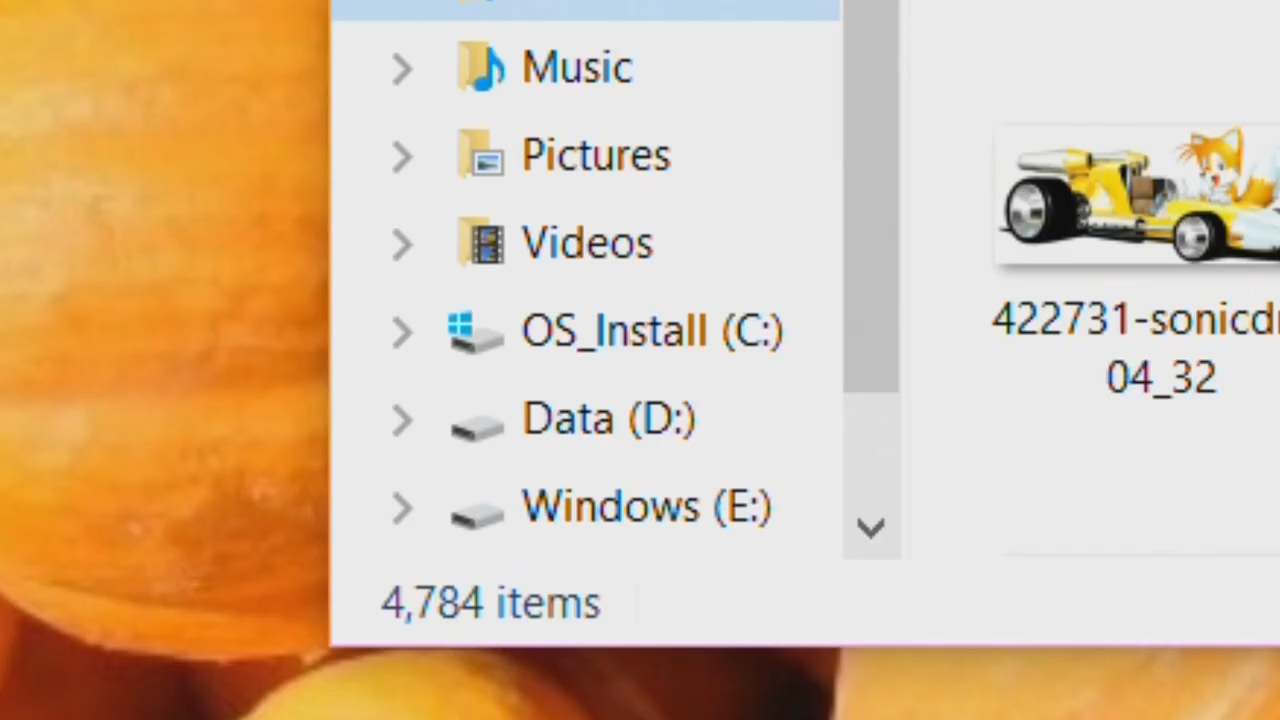 Music
Pictures
Videos
OS_Install (C:)
Data (D:)
Windows (E:)
4,784 items
422731-sonicd
04_32